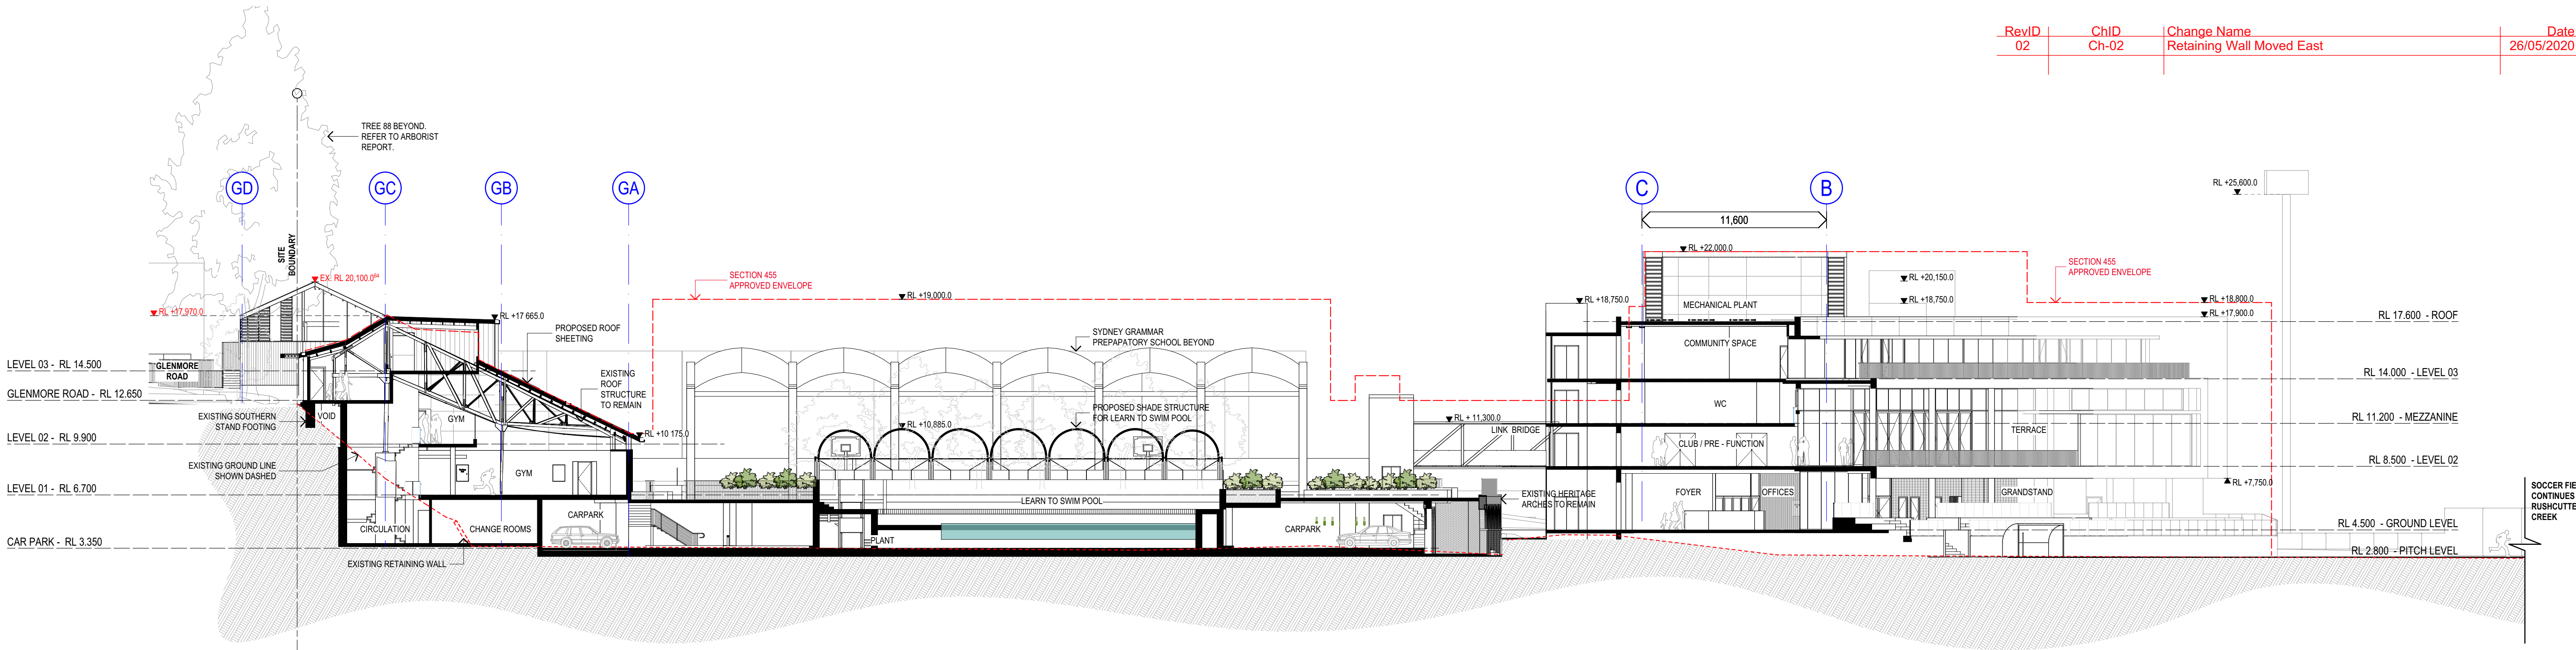 RevID ChID Change Name Date
02 Ch-02 Retaining Wall Moved East 26/05/2020
TREE 88 BEYOND.
REFER TO ARBORIST
REPORT.
GD
GC
GB
GA
C
B
11,600
SITE
BOUNDARY
RL +25,600.0
EX: RL 20,100.0
RL +17,970.0
RL +17 665.0
SECTION 455
APPROVED ENVELOPE
RL +19,000.0
RL +18,750.0
RL +22,000.0
MECHANICAL PLANT
RL +20,150.0
RL +18,750.0
SECTION 455
APPROVED ENVELOPE
RL +18,800.0
RL +17,900.0
RL 17.600 - ROOF
PROPOSED ROOF
SHEETING
SYDNEY GRAMMAR
PREPAPATORY SCHOOL BEYOND
COMMUNITY SPACE
LEVEL 03 - RL 14.500
GLENMORE
ROAD
EXISTING
ROOF
STRUCTURE
TO REMAIN
RL 14.000 - LEVEL 03
GLENMORE ROAD - RL 12.650
EXISTING SOUTHERN
STAND FOOTING
VOID
GYM
PROPOSED SHADE STRUCTURE
FOR LEARN TO SWIM POOL
RL +10,885.0
RL + 11,300.0
LINK BRIDGE
WC
RL 11.200 - MEZZANINE
TERRACE
LEVEL 02 - RL 9.900
RL +10 175.0
CLUB / PRE - FUNCTION
EXISTING GROUND LINE
SHOWN DASHED
GYM
RL 8.500 - LEVEL 02
RL +7,750.0
LEVEL 01 - RL 6.700
LEARN TO SWIM POOL
EXISTING HERITAGE
ARCHES TO REMAIN
FOYER
OFFICES
GRANDSTAND
SOCCER FIE
CONTINUES
RUSHCUTTE
CREEK
CIRCULATION
CHANGE ROOMS
CARPARK
CARPARK
RL 4.500 - GROUND LEVEL
CAR PARK - RL 3.350
PLANT
RL 2.800 - PITCH LEVEL
EXISTING RETAINING WALL